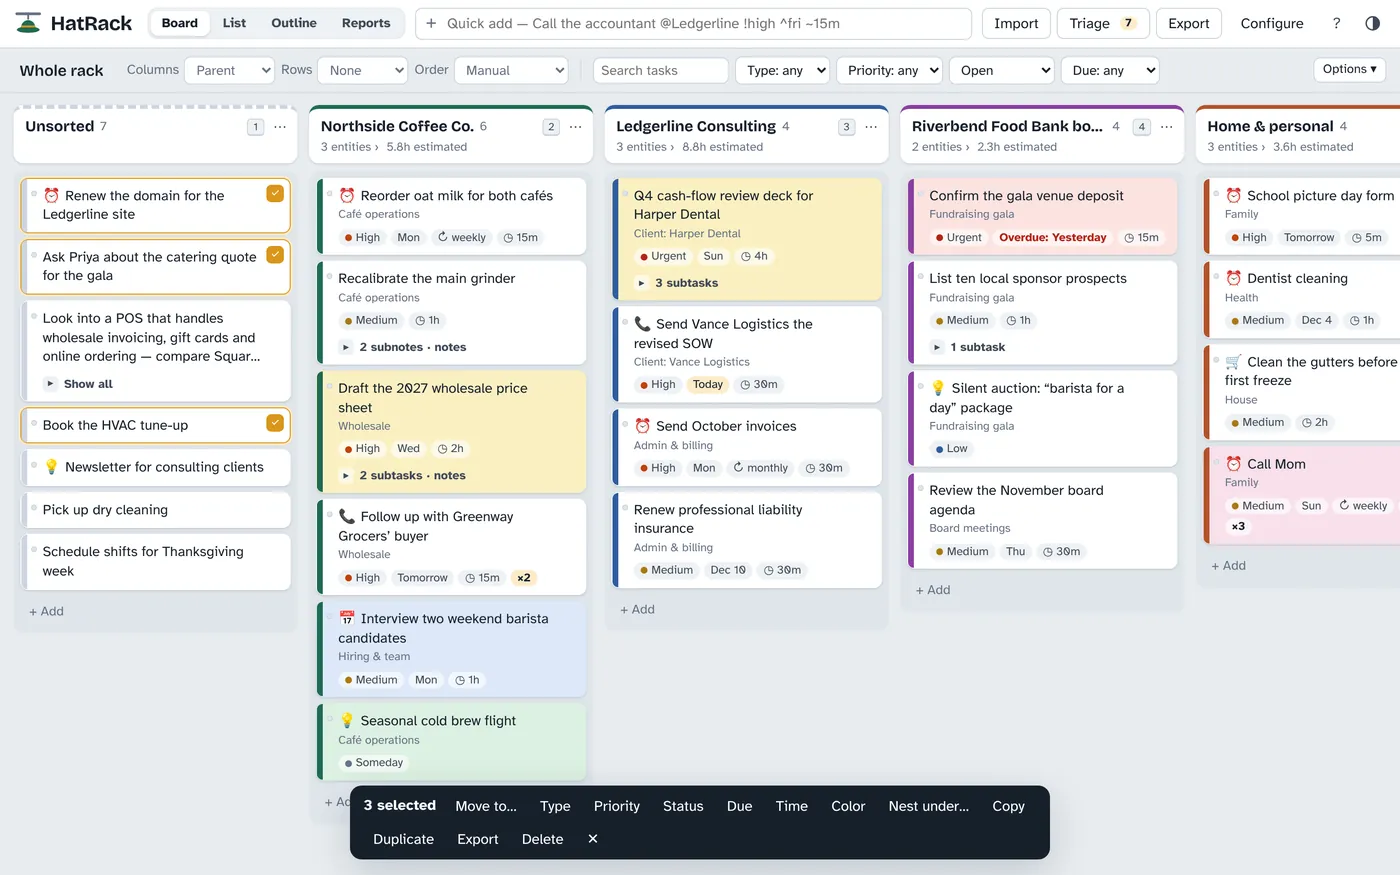 HatRack
Board List Outline Reports
+ Quick add — Call the accountant @Ledgerline !high ^fri ~15m
Import Triage 7 Export Configure ?
Whole rack Columns Parent Rows None Order Manual Search tasks Type: any Priority: any Open Due: any Options ▾
Unsorted 7 1 ...
Renew the domain for the
Ledgerline site
Ask Priya about the catering quote
for the gala
Look into a POS that handles
wholesale invoicing, gift cards and
online ordering — compare Squar...
▸ Show all
Book the HVAC tune-up
Newsletter for consulting clients
Pick up dry cleaning
Schedule shifts for Thanksgiving
week
+ Add
Northside Coffee Co. 6 2 ...
3 entities › 5.8h estimated
Reorder oat milk for both cafés
Café operations
High Mon weekly 15m
Recalibrate the main grinder
Café operations
Medium 1h
▸ 2 subnotes · notes
Draft the 2027 wholesale price
sheet
Wholesale
High Wed 2h
▸ 2 subtasks · notes
Follow up with Greenway
Grocers’ buyer
Wholesale
High Tomorrow 15m ×2
Interview two weekend barista
candidates
Hiring & team
Medium Mon 1h
Seasonal cold brew flight
Café operations
Someday
Ledgerline Consulting 4 3 ...
3 entities › 8.8h estimated
Q4 cash-flow review deck for
Harper Dental
Client: Harper Dental
Urgent Sun 4h
▸ 3 subtasks
Send Vance Logistics the
revised SOW
Client: Vance Logistics
High Today 30m
Send October invoices
Admin & billing
High Mon monthly 30m
Renew professional liability
insurance
Admin & billing
Medium Dec 10 30m
+ Add
Riverbend Food Bank bo... 4 4 ...
2 entities › 2.3h estimated
Confirm the gala venue deposit
Fundraising gala
Urgent Overdue: Yesterday 15m
List ten local sponsor prospects
Fundraising gala
Medium 1h
▸ 1 subtask
Silent auction: “barista for a
day” package
Fundraising gala
Low
Review the November board
agenda
Board meetings
Medium Thu 30m
+ Add
Home & personal 4
3 entities › 3.6h estimated
School picture day form
Family
High Tomorrow 5m
Dentist cleaning
Health
Medium Dec 4 1h
Clean the gutters before
first freeze
House
Medium 2h
Call Mom
Family
Medium Sun weekly
×3
+ Add
3 selected Move to... Type Priority Status Due Time Color Nest under... Copy
Duplicate Export Delete ✕